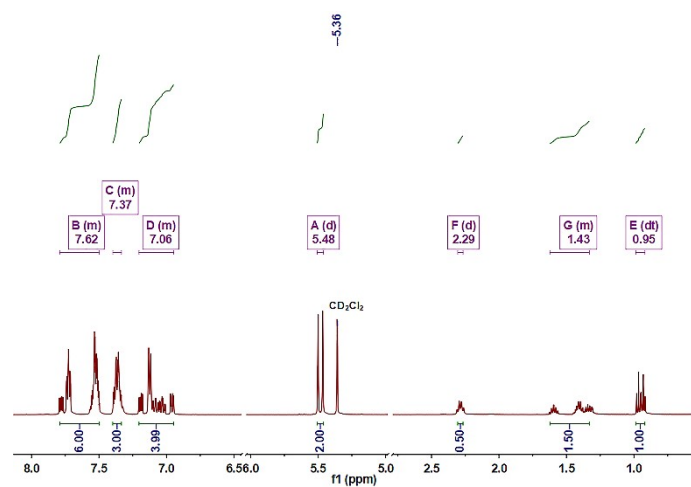 —5.36
C (m)
7.37
B (m)
7.62
D (m)
7.06
A (d)
5.48
F (d)
2.29
G (m)
1.43
E (dt)
0.95
CD2Cl2
6.00
3.00
3.99
2.00
0.50
1.50
1.00
8.0 7.5 7.0 6.5 6.0 5.5 5.0 2.5 2.0 1.5 1.0
f1 (ppm)